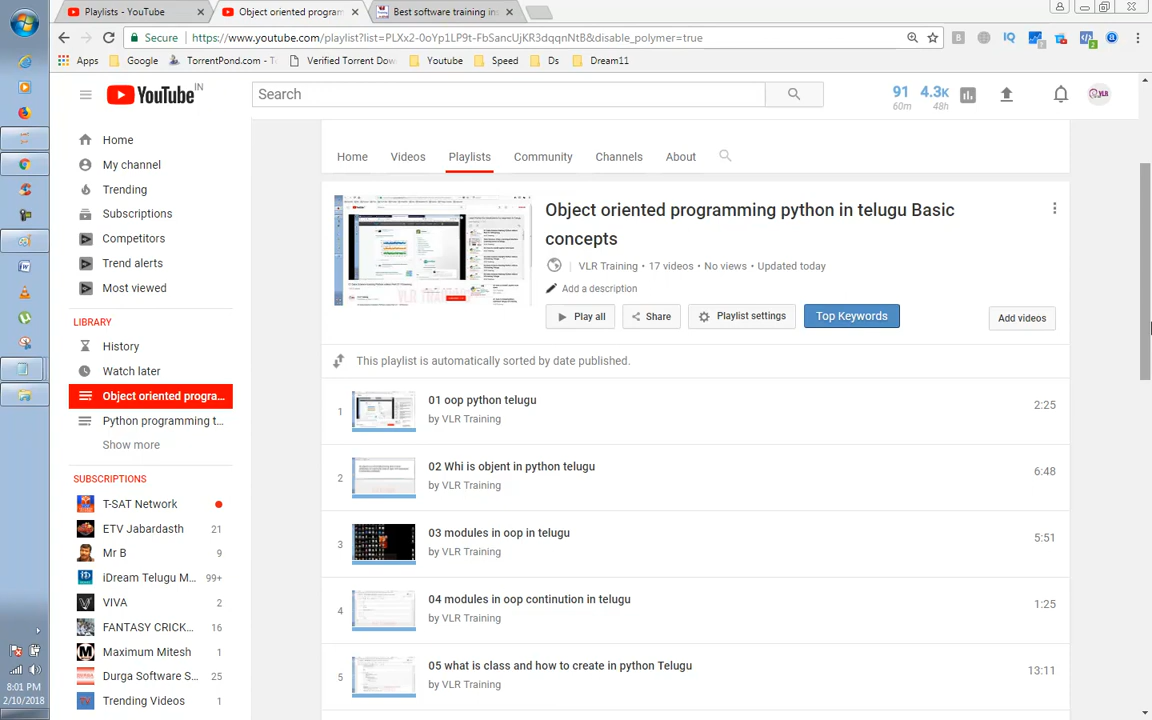 Playlists - YouTube
Object oriented program
Best software training in
Secure
https://www.youtube.com/playlist?list=PLXx2-0oYp1LP9t-FbSancUjKR3dqqnNtB&disable_polymer=true
Apps
Google
TorrentPond.com - T
Verified Torrent Dow
Youtube
Speed
Ds
Dream11
YouTube IN
Search
91
60m
4.3K
48h
Home
My channel
Trending
Subscriptions
Competitors
Trend alerts
Most viewed
LIBRARY
History
Watch later
Object oriented progra...
Python programming t...
Show more
SUBSCRIPTIONS
T-SAT Network
ETV Jabardasth 21
Mr B 9
iDream Telugu M... 99+
VIVA 2
FANTASY CRICK... 16
Maximum Mitesh 1
Durga Software S... 25
Trending Videos 1
Home
Videos
Playlists
Community
Channels
About
Object oriented programming python in telugu Basic
concepts
VLR Training • 17 videos • No views • Updated today
Add a description
Play all
Share
Playlist settings
Top Keywords
Add videos
This playlist is automatically sorted by date published.
1
01 oop python telugu
by VLR Training
2:25
2
02 Whi is objent in python telugu
by VLR Training
6:48
3
03 modules in oop in telugu
by VLR Training
5:51
4
04 modules in oop continution in telugu
by VLR Training
1:25
5
05 what is class and how to create in python Telugu
by VLR Training
13:11
8:01 PM
2/10/2018